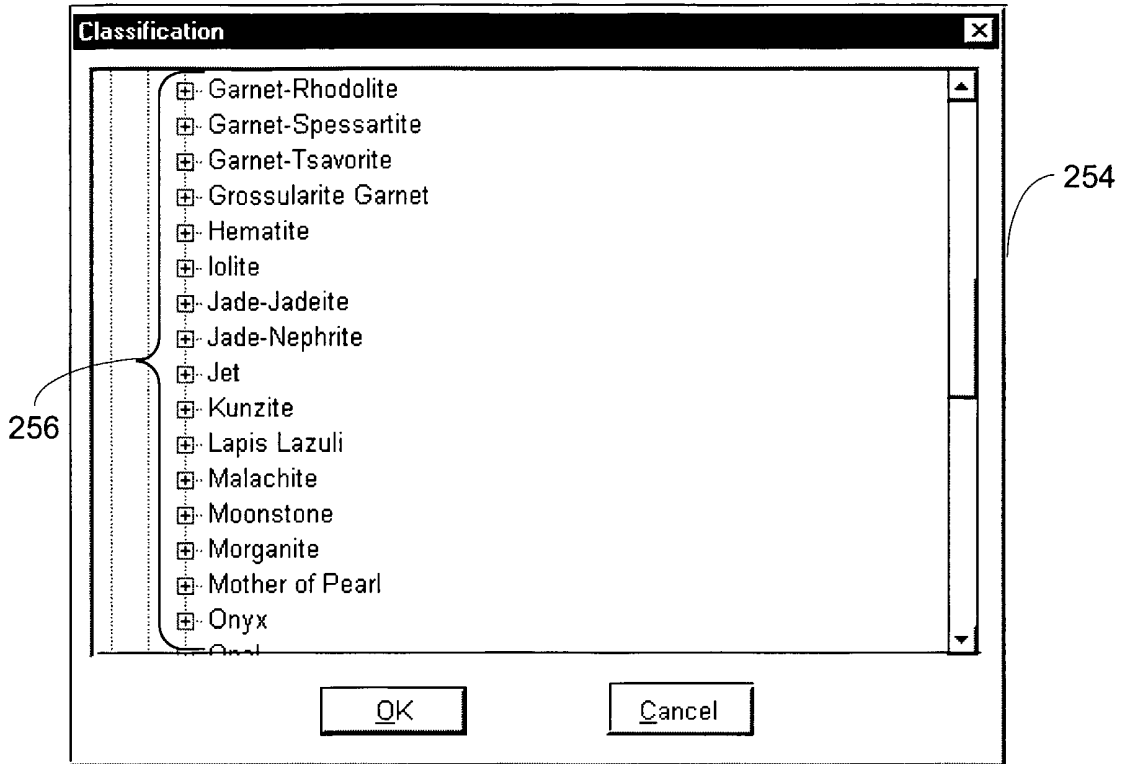 Classification
Garnet-Rhodolite
Garnet-Spessartite
Garnet-Tsavorite
254
Grossularite Garnet
Hematite
Iolite
Jade-Jadeite
Jade-Nephrite
Jet
Kunzite
256
Lapis Lazuli
Malachite
Moonstone
Morganite
Mother of Pearl
Onyx
Opal
OK
Cancel